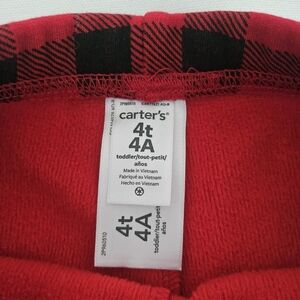 carter's®
4t
4A
toddler/tout-petit/
años
Made in Vietnam
Fabriqué au Vietnam
Hecho en Vietnam
4t
4A
toddler/tout-petit
años
2P960510